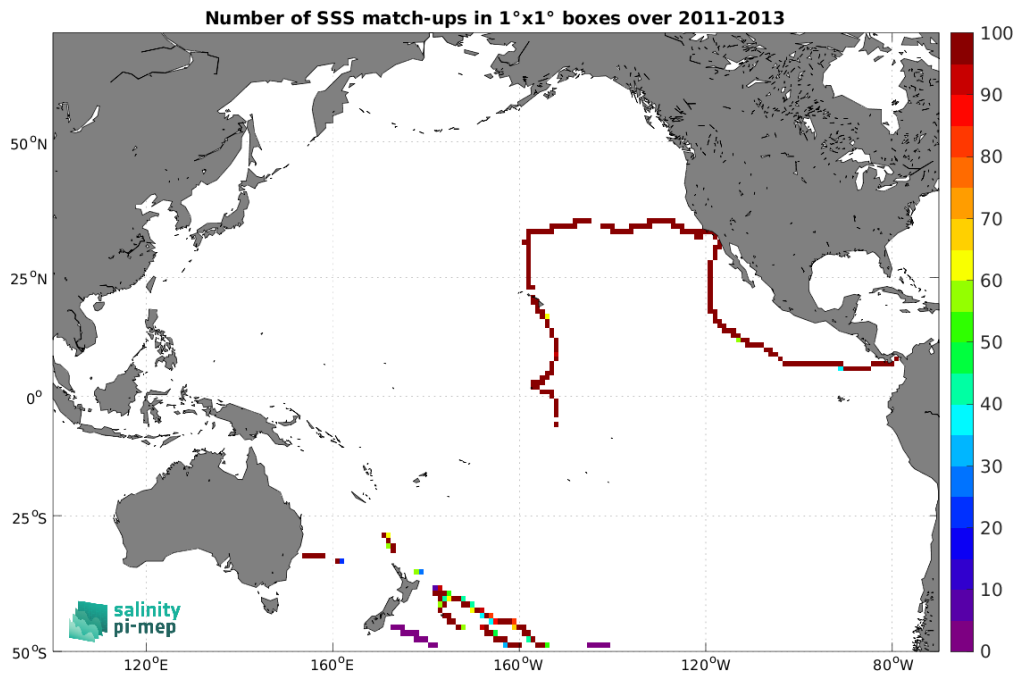 Number of SSS match-ups in 1°x1° boxes over 2011-2013
100
90
80
70
60
50
40
30
20
10
0
50°N
25°N
0°
25°S
50°S
120°E
160°E
160°W
120°W
80°W
salinity
pi-mep